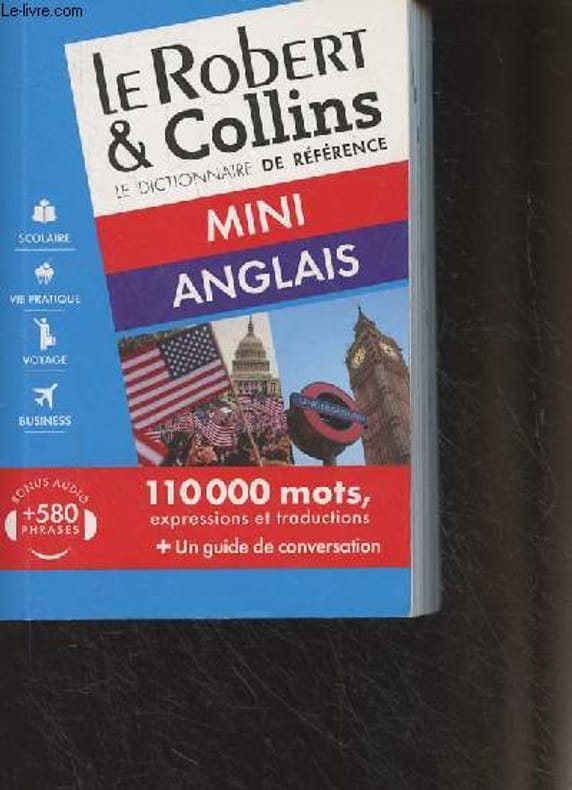 Le-livre.com
LE ROBERT
& Collins
LE DICTIONNAIRE DE RÉFÉRENCE
MINI
ANGLAIS
SCOLAIRE
VIE PRATIQUE
VOYAGE
BUSINESS
UNDERGROUND
BONUS AUDIO
+580
PHRASES
110 000 mots,
expressions et traductions
+ Un guide de conversation